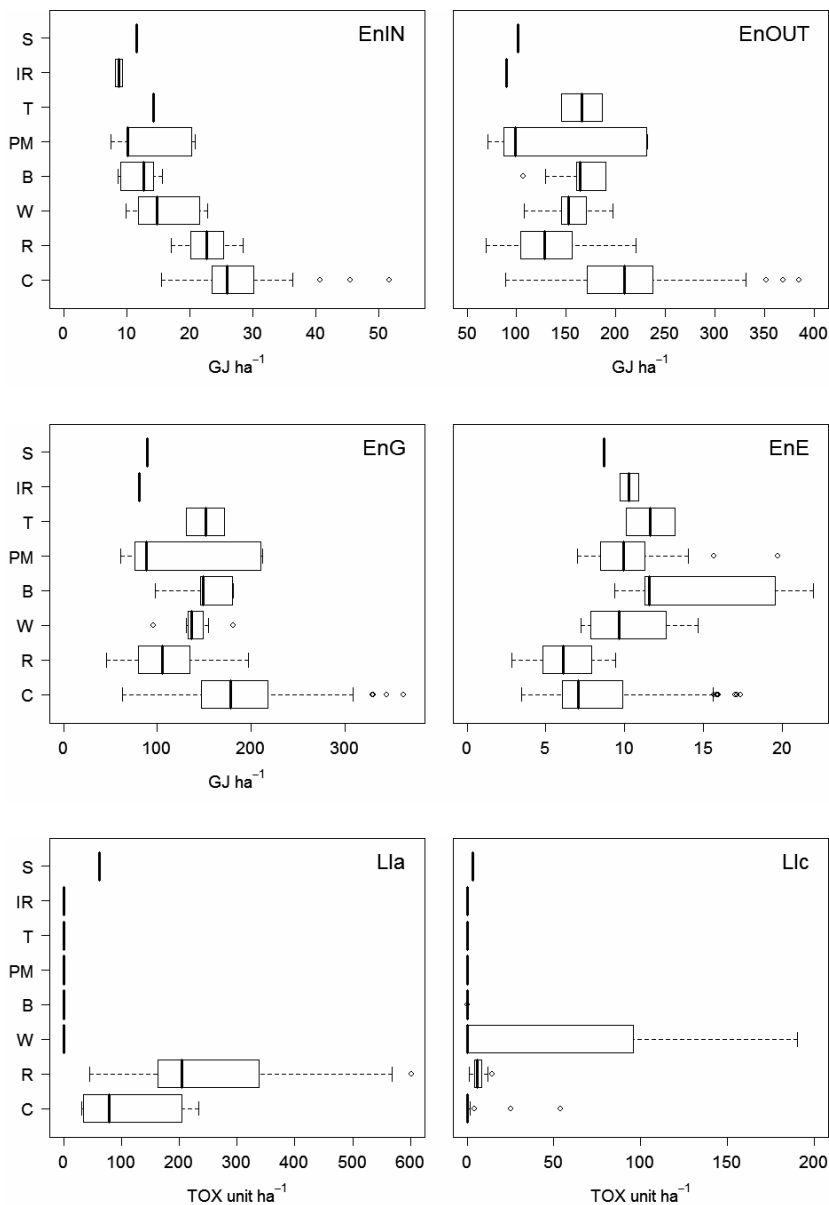 EnIN
S
IR
T
PM
B
W
R
C
0 10 20 30 40 50
GJ ha⁻¹
EnOUT
50 100 150 200 250 300 350 400
GJ ha⁻¹
EnG
S
IR
T
PM
B
W
R
C
0 100 200 300
GJ ha⁻¹
EnE
0 5 10 15 20
LIa
S
IR
T
PM
B
W
R
C
0 100 200 300 400 500 600
TOX unit ha⁻¹
LIc
0 50 100 150 200
TOX unit ha⁻¹